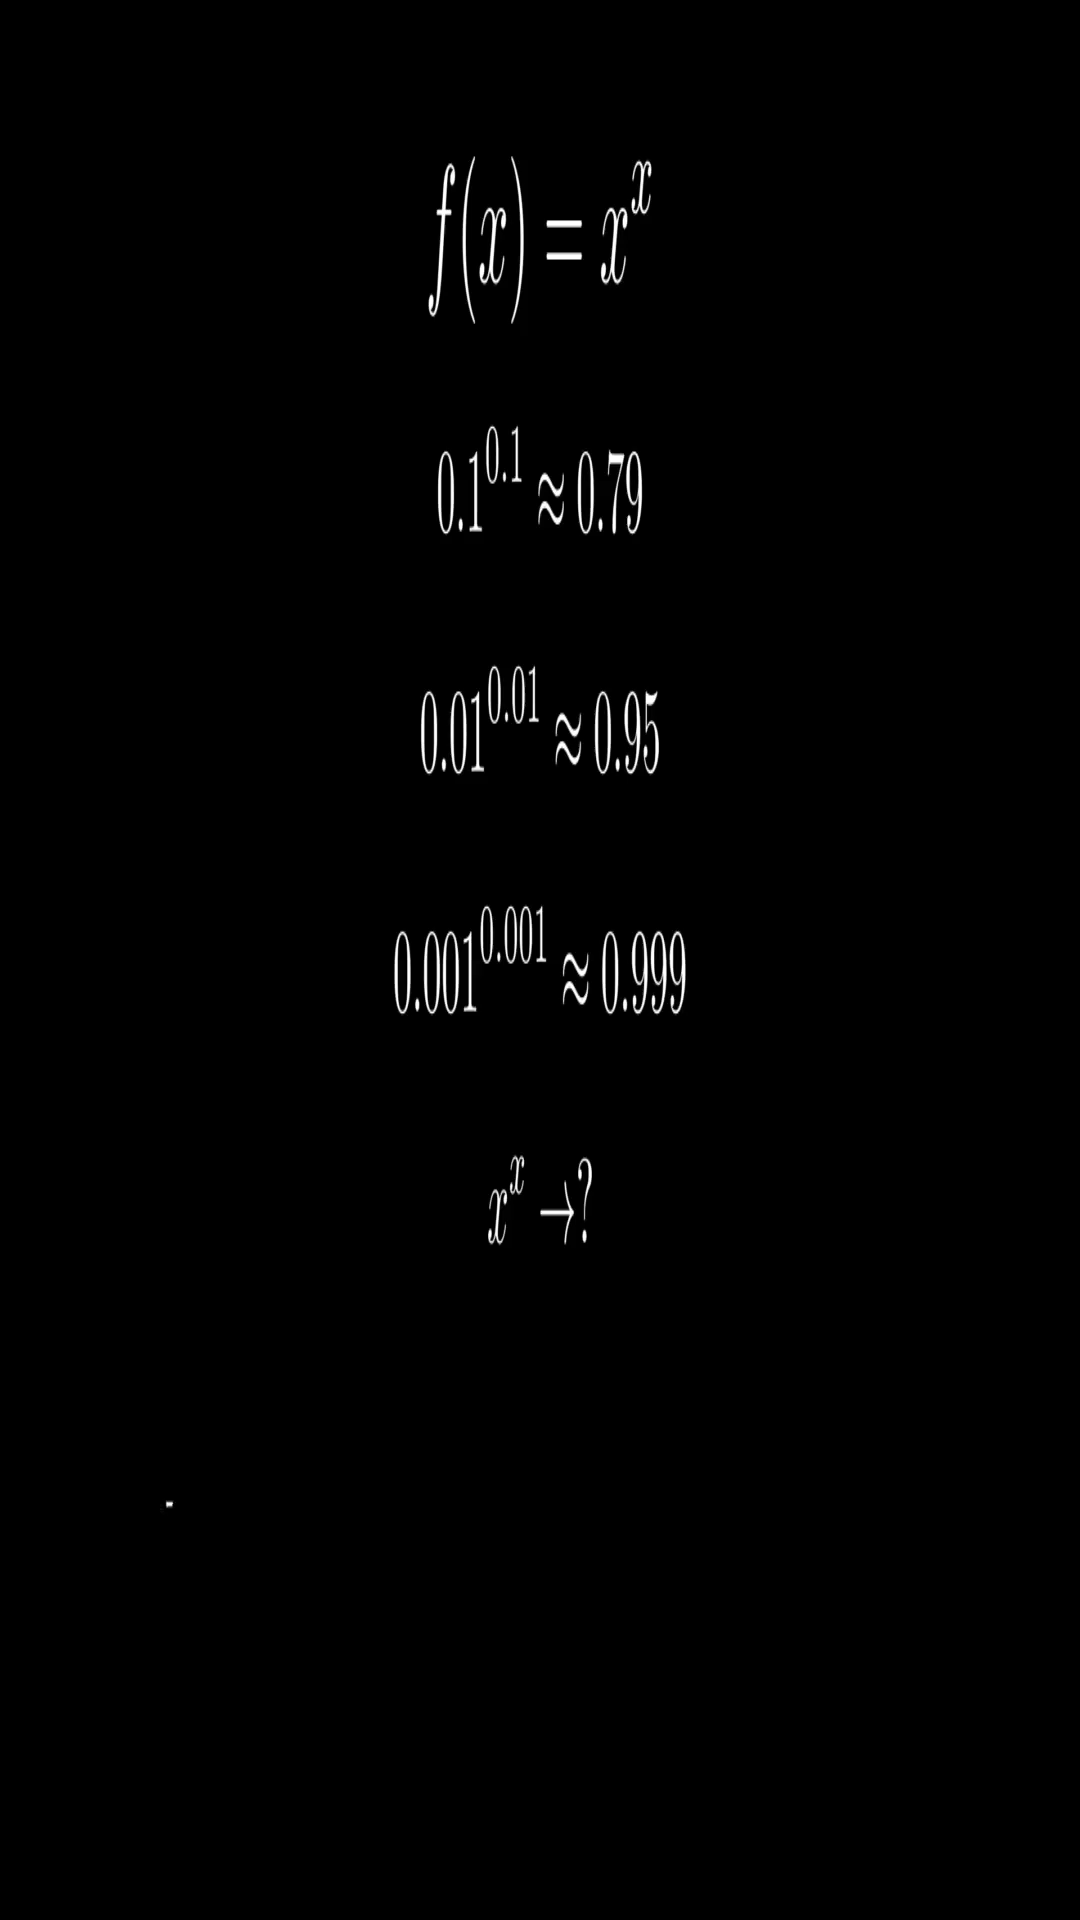 f(x) = x^x
0.1^0.1 ≈ 0.79
0.01^0.01 ≈ 0.95
0.001^0.001 ≈ 0.999
x^x →?
-